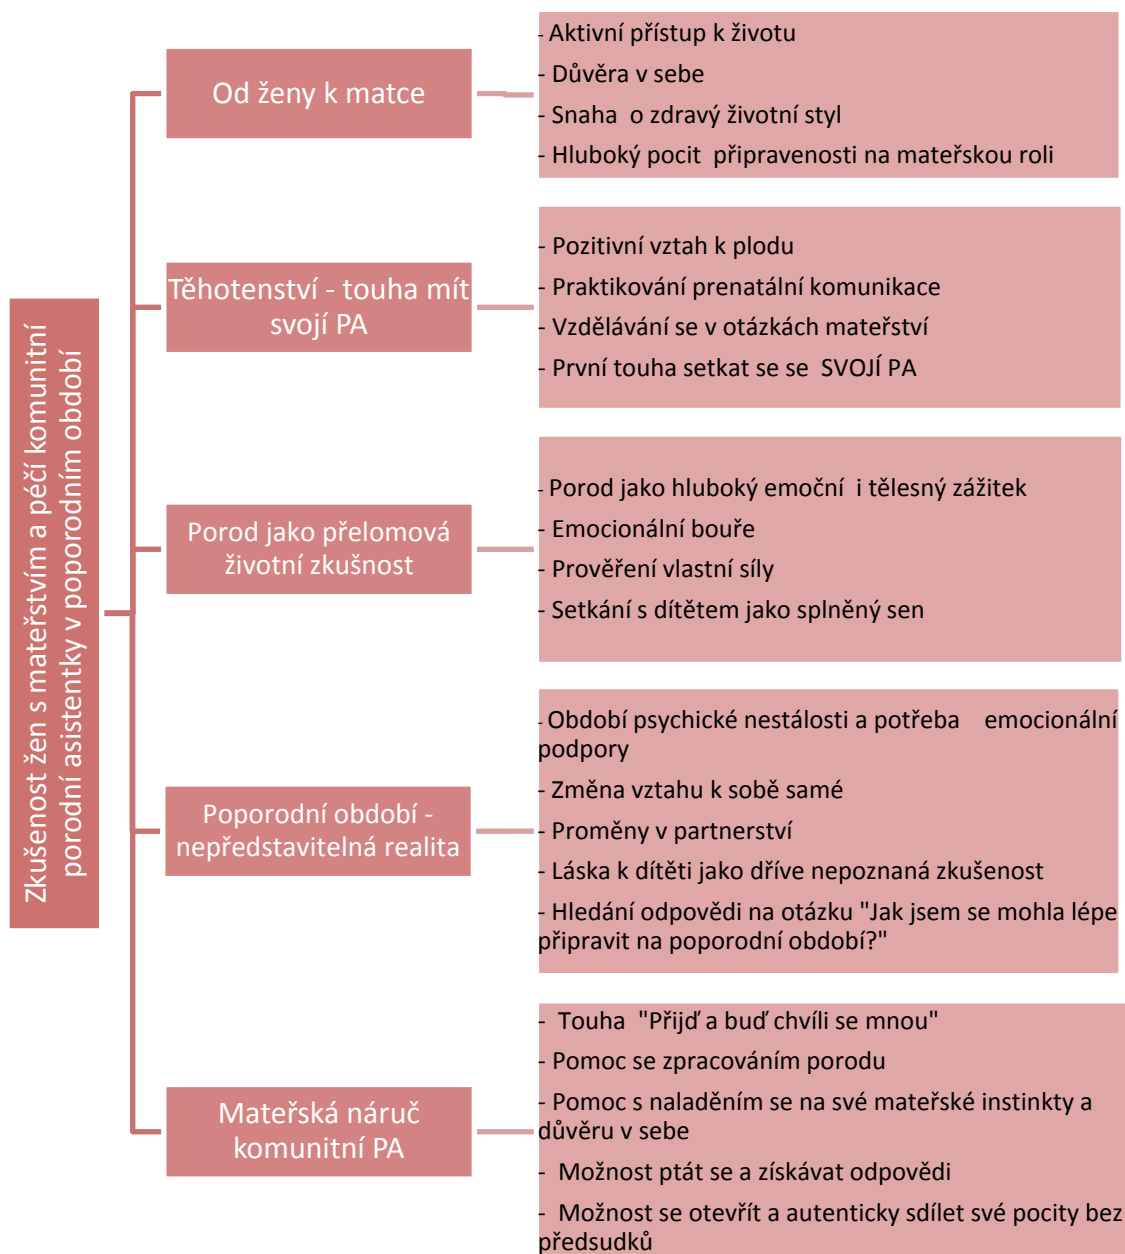 Zkušenost žen s mateřstvím a péčí komunitní
porodní asistentky v poporodním období
Od ženy k matce
- Aktivní přístup k životu
- Důvěra v sebe
- Snaha o zdravý životní styl
- Hluboký pocit připravenosti na mateřskou roli
Těhotenství - touha mít
svojí PA
- Pozitivní vztah k plodu
- Praktikování prenatální komunikace
- Vzdělávání se v otázkách mateřství
- První touha setkat se se SVOJÍ PA
Porod jako přelomová
životní zkušnost
- Porod jako hluboký emoční i tělesný zážitek
- Emocionální bouře
- Prověření vlastní síly
- Setkání s dítětem jako splněný sen
Poporodní období -
nepředstavitelná realita
- Období psychické nestálosti a potřeba emocionální
podpory
- Změna vztahu k sobě samé
- Proměny v partnerství
- Láska k dítěti jako dříve nepoznaná zkušenost
- Hledání odpovědi na otázku "Jak jsem se mohla lépe
připravit na poporodní období?"
Mateřská náruč
komunitní PA
- Touha "Přijď a buď chvíli se mnou"
- Pomoc se zpracováním porodu
- Pomoc s naladěním se na své mateřské instinkty a
důvěru v sebe
- Možnost ptát se a získávat odpovědi
- Možnost se otevřít a autenticky sdílet své pocity bez
předsudků